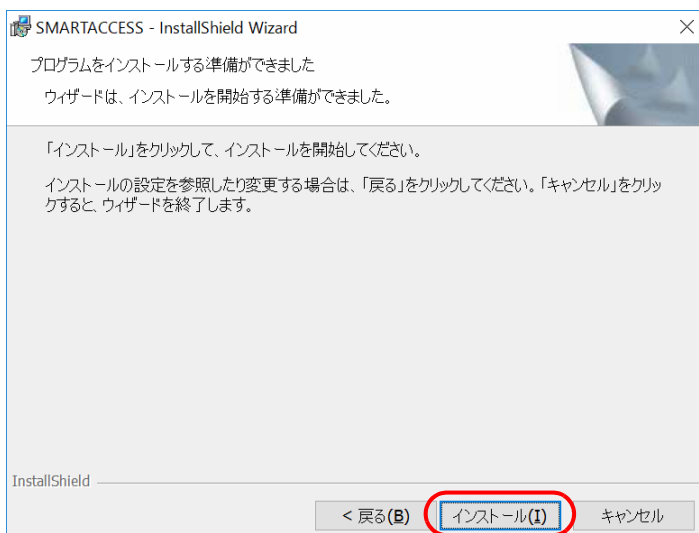 SMARTACCESS - InstallShield Wizard
プログラムをインストールする準備ができました
ウィザードは、インストールを開始する準備ができました。
「インストール」をクリックして、インストールを開始してください。
インストールの設定を参照したり変更する場合は、「戻る」をクリックしてください。「キャンセル」をクリッ
クすると、ウィザードを終了します。
InstallShield
< 戻る(B) インストール(I) キャンセル